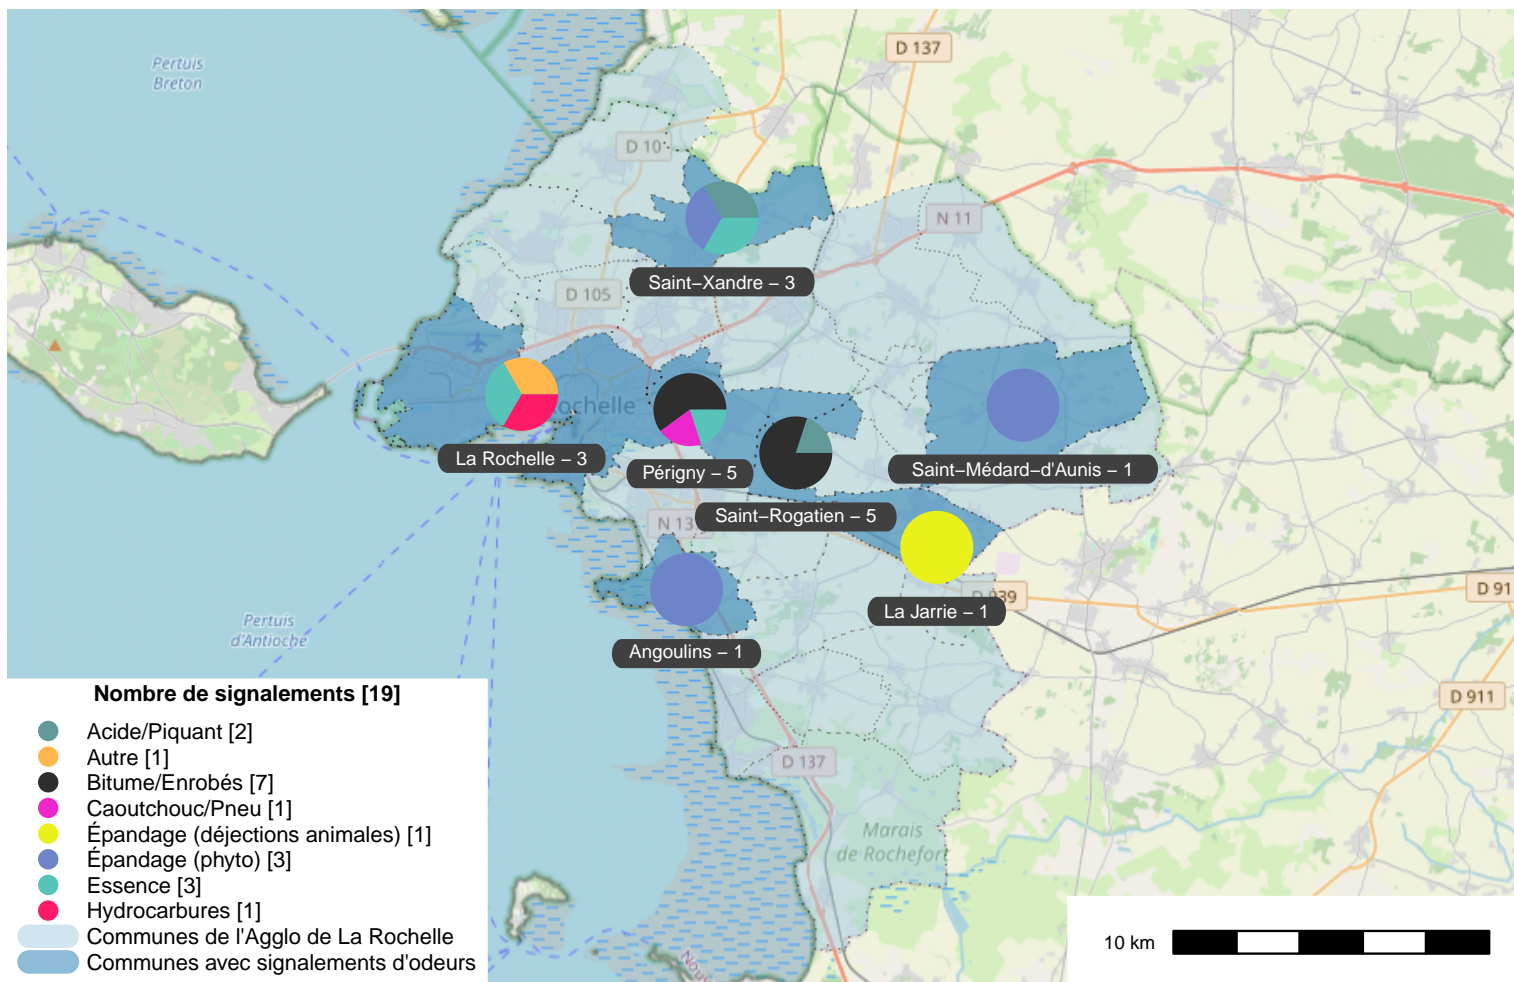 Pertuis
Breton
D 137
D 10
N 11
Saint–Xandre – 3
D 105
ochelle
La Rochelle – 3
Périgny – 5
Saint–Médard–d'Aunis – 1
Saint–Rogatien – 5
N 13
La Jarrie – 1
D 939
D 91
Angoulins – 1
Pertuis
d'Antioche
D 911
D 137
Marais
de Rochefort
Nouv
Nombre de signalements [19]
Acide/Piquant [2]
Autre [1]
Bitume/Enrobés [7]
Caoutchouc/Pneu [1]
Épandage (déjections animales) [1]
Épandage (phyto) [3]
Essence [3]
Hydrocarbures [1]
Communes de l'Agglo de La Rochelle
Communes avec signalements d'odeurs
10 km